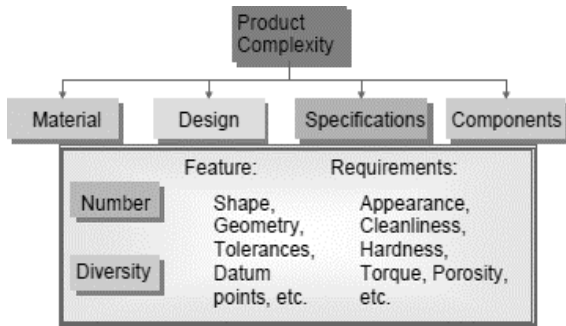 Product
Complexity
Material
Design
Specifications
Components
Feature:
Requirements:
Number
Diversity
Shape,
Geometry,
Tolerances,
Datum
points, etc.
Appearance,
Cleanliness,
Hardness,
Torque, Porosity,
etc.